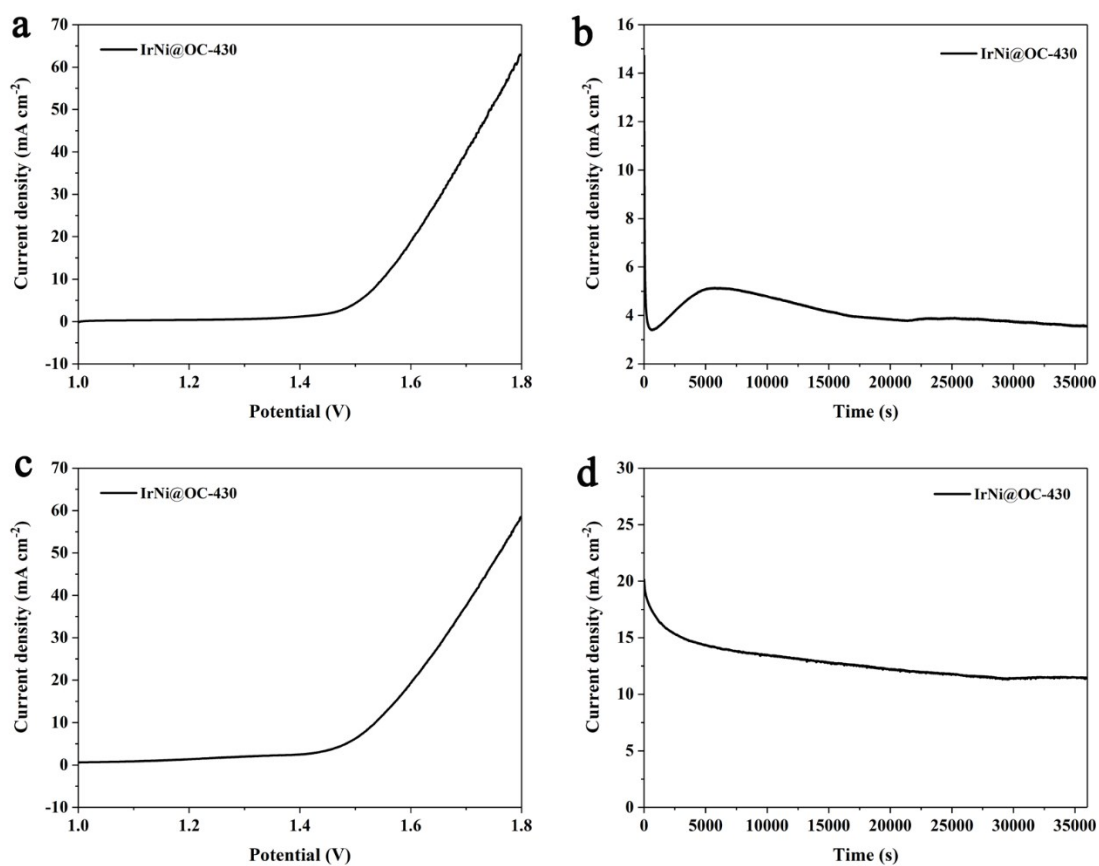 a
IrNi@OC-430
Current density (mA cm-2)
70
60
50
40
30
20
10
0
-10
1.0 1.2 1.4 1.6 1.8
Potential (V)
b
IrNi@OC-430
Current density (mA cm-2)
16
14
12
10
8
6
4
2
0 5000 10000 15000 20000 25000 30000 35000
Time (s)
c
IrNi@OC-430
Current density (mA cm-2)
70
60
50
40
30
20
10
0
-10
1.0 1.2 1.4 1.6 1.8
Potential (V)
d
IrNi@OC-430
Current density (mA cm-2)
30
25
20
15
10
5
0
0 5000 10000 15000 20000 25000 30000 35000
Time (s)